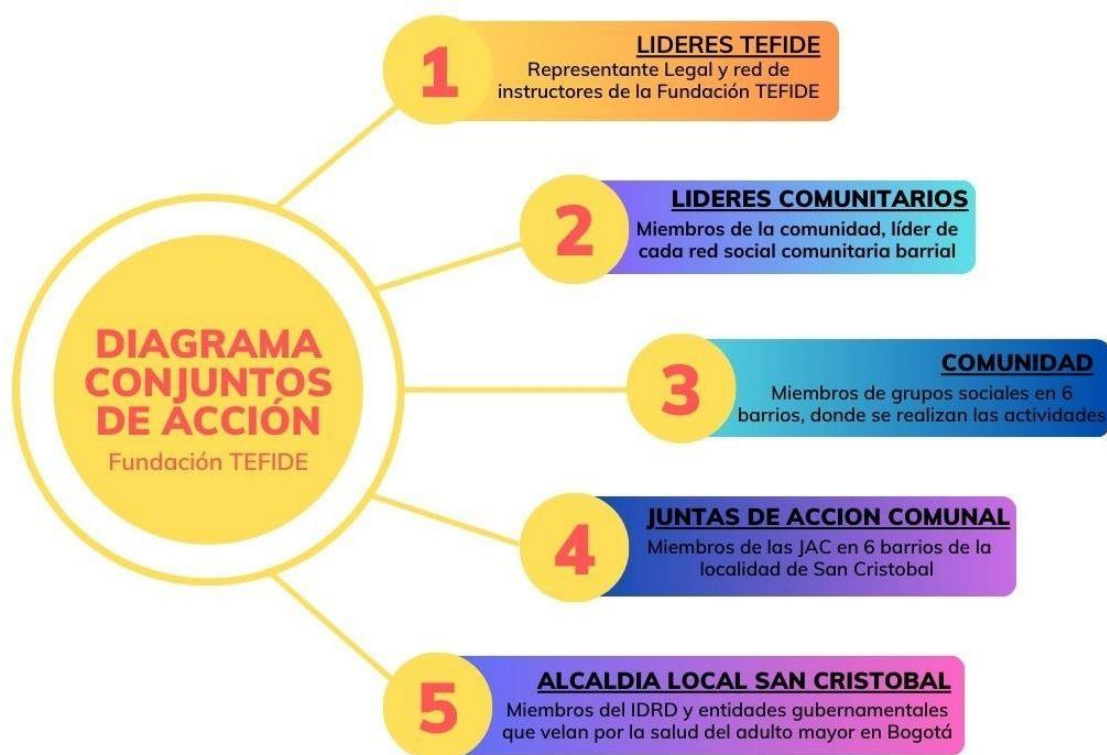 1
LIDERES TEFIDE
Representante Legal y red de
instructores de la Fundación TEFIDE
2
LIDERES COMUNITARIOS
Miembros de la comunidad, líder de
cada red social comunitaria barrial
DIAGRAMA
CONJUNTOS
DE ACCIÓN
Fundación TEFIDE
3
COMUNIDAD
Miembros de grupos sociales en 6
barrios, donde se realizan las actividades
4
JUNTAS DE ACCION COMUNAL
Miembros de las JAC en 6 barrios de la
localidad de San Cristobal
5
ALCALDIA LOCAL SAN CRISTOBAL
Miembros del IDRD y entidades gubernamentales
que velan por la salud del adulto mayor en Bogotá